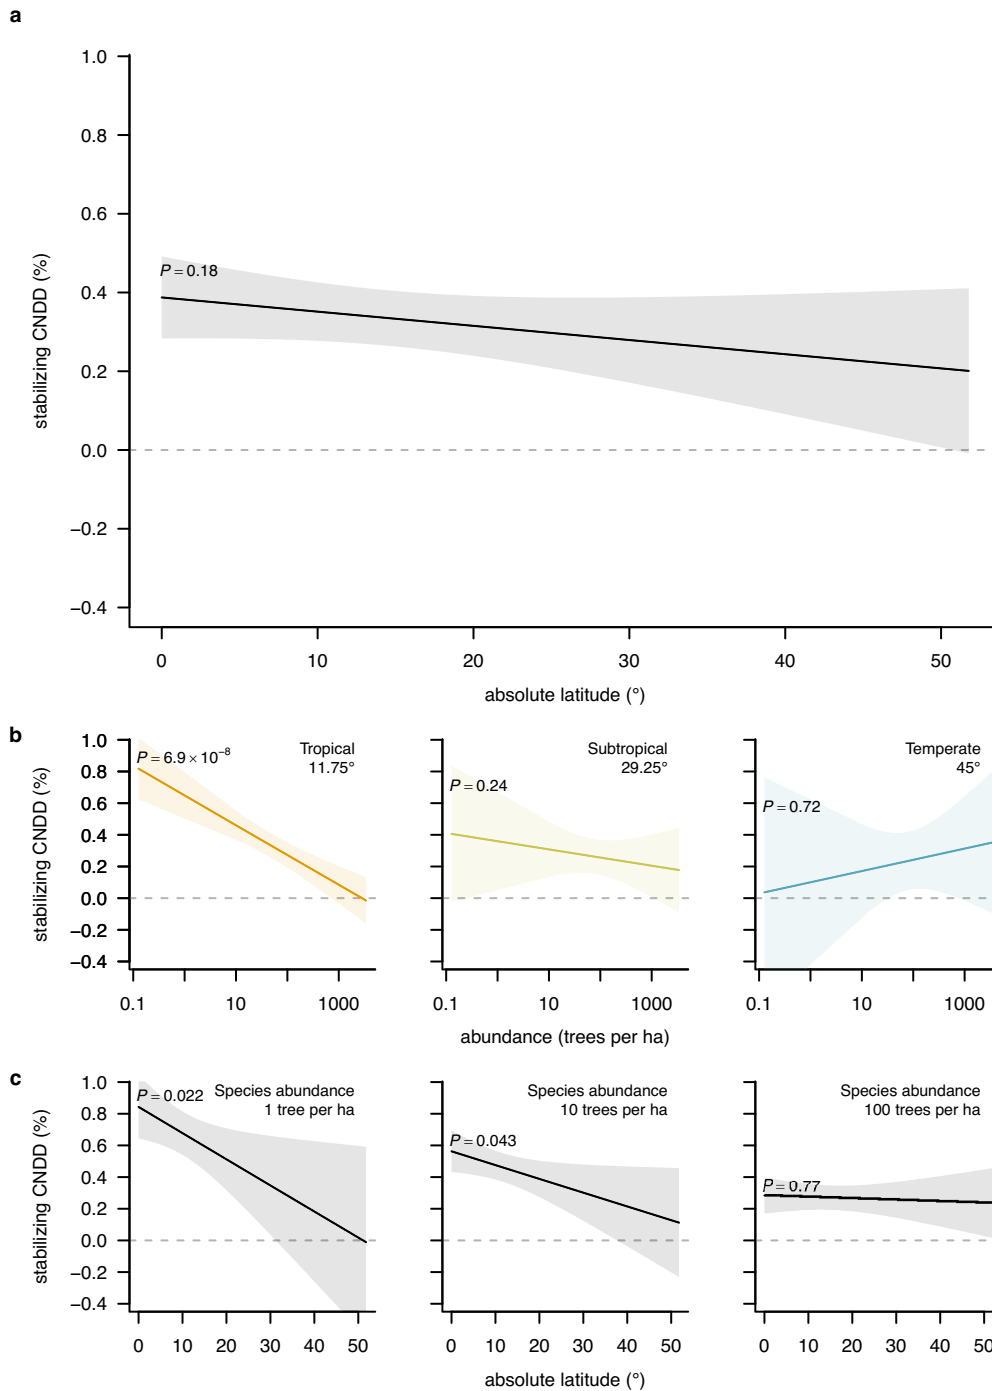 a
1.0
0.8
0.6
0.4
0.2
0.0
−0.2
−0.4
stabilizing CNDD (%)
P = 0.18
0 10 20 30 40 50
absolute latitude (°)
b
1.0
0.8
0.6
0.4
0.2
0.0
−0.2
−0.4
stabilizing CNDD (%)
P = 6.9 × 10⁻⁸
Tropical
11.75°
0.1 10 1000
P = 0.24
Subtropical
29.25°
0.1 10 1000
P = 0.72
Temperate
45°
0.1 10 1000
abundance (trees per ha)
c
1.0
0.8
0.6
0.4
0.2
0.0
−0.2
−0.4
stabilizing CNDD (%)
P = 0.022
Species abundance
1 tree per ha
0 10 20 30 40 50
P = 0.043
Species abundance
10 trees per ha
0 10 20 30 40 50
P = 0.77
Species abundance
100 trees per ha
0 10 20 30 40 50
absolute latitude (°)